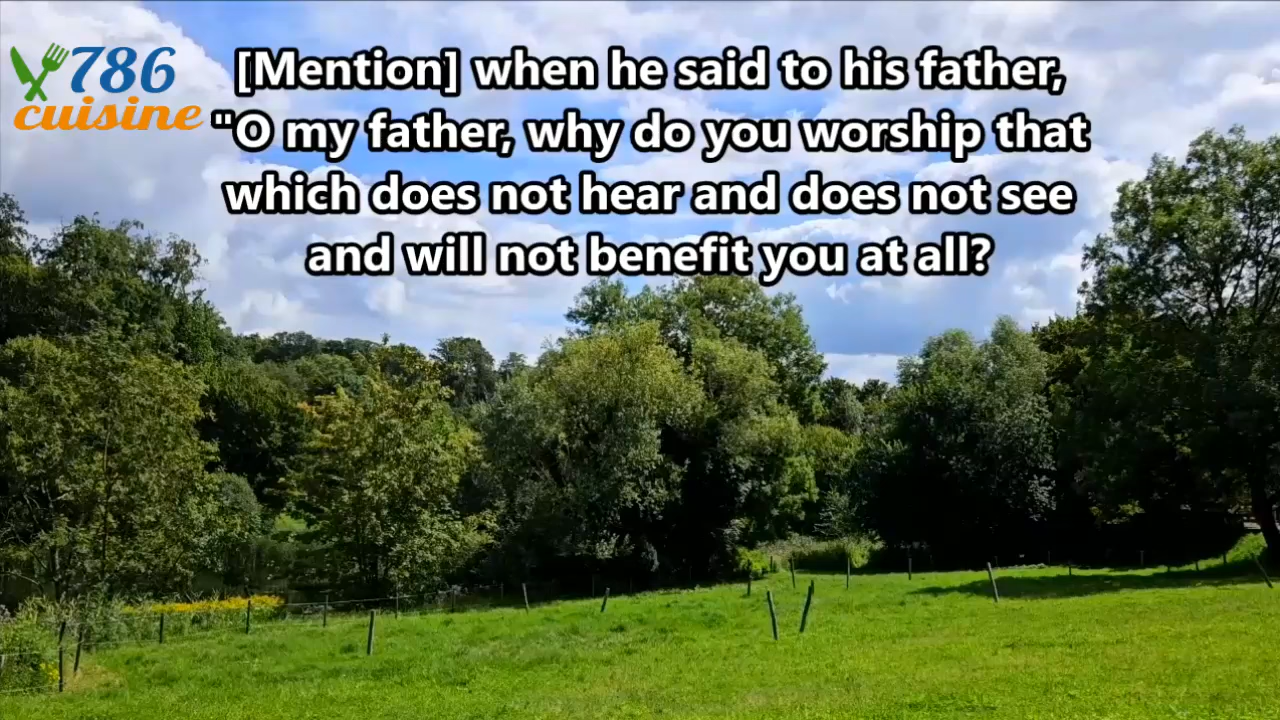 786
cuisine
[Mention] when he said to his father,
"O my father, why do you worship that
which does not hear and does not see
and will not benefit you at all?